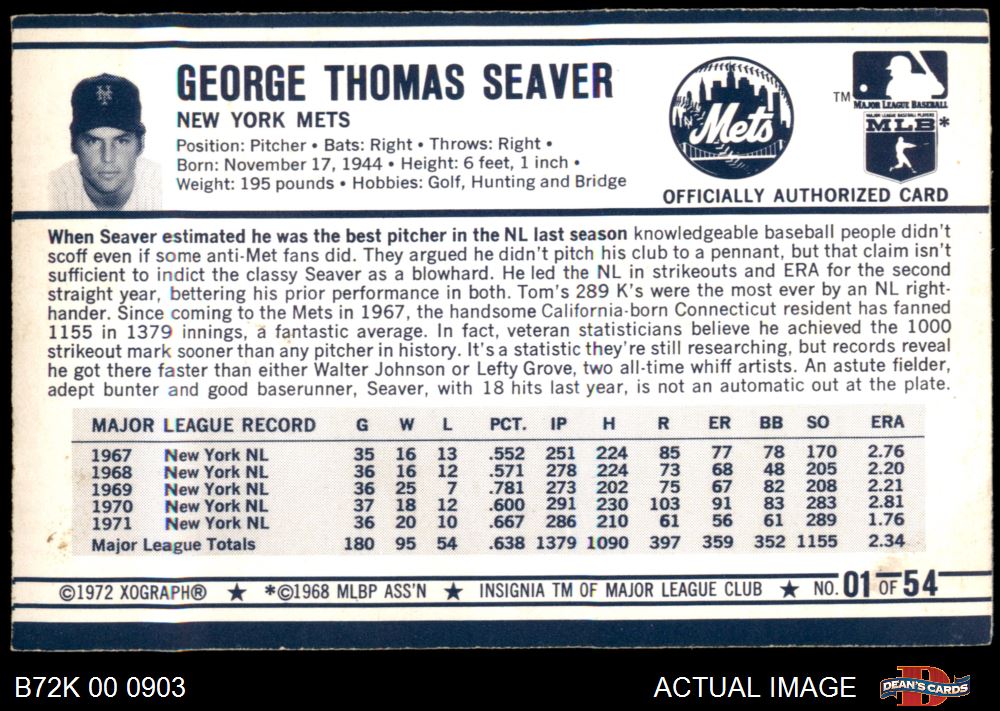 GEORGE THOMAS SEAVER
NEW YORK METS
Position: Pitcher • Bats: Right • Throws: Right •
Born: November 17, 1944 • Height: 6 feet, 1 inch •
Weight: 195 pounds • Hobbies: Golf, Hunting and Bridge
Mets
TM
MAJOR LEAGUE BASEBALL
MAJOR LEAGUE BASEBALL PLAYERS
MLB*
OFFICIALLY AUTHORIZED CARD
When Seaver estimated he was the best pitcher in the NL last season knowledgeable baseball people didn't
scoff even if some anti-Met fans did. They argued he didn't pitch his club to a pennant, but that claim isn't
sufficient to indict the classy Seaver as a blowhard. He led the NL in strikeouts and ERA for the second
straight year, bettering his prior performance in both. Tom's 289 K's were the most ever by an NL right-
hander. Since coming to the Mets in 1967, the handsome California-born Connecticut resident has fanned
1155 in 1379 innings, a fantastic average. In fact, veteran statisticians believe he achieved the 1000
strikeout mark sooner than any pitcher in history. It's a statistic they're still researching, but records reveal
he got there faster than either Walter Johnson or Lefty Grove, two all-time whiff artists. An astute fielder,
adept bunter and good baserunner, Seaver, with 18 hits last year, is not an automatic out at the plate.
MAJOR LEAGUE RECORD G W L PCT. IP H R ER BB SO ERA
1967 New York NL 35 16 13 .552 251 224 85 77 78 170 2.76
1968 New York NL 36 16 12 .571 278 224 73 68 48 205 2.20
1969 New York NL 36 25 7 .781 273 202 75 67 82 208 2.21
1970 New York NL 37 18 12 .600 291 230 103 91 83 283 2.81
1971 New York NL 36 20 10 .667 286 210 61 56 61 289 1.76
Major League Totals 180 95 54 .638 1379 1090 397 359 352 1155 2.34
©1972 XOGRAPH® ★ *©1968 MLBP ASS'N ★ INSIGNIA TM OF MAJOR LEAGUE CLUB ★ NO. 01 OF 54
B72K 00 0903 ACTUAL IMAGE D DEAN'S CARDS